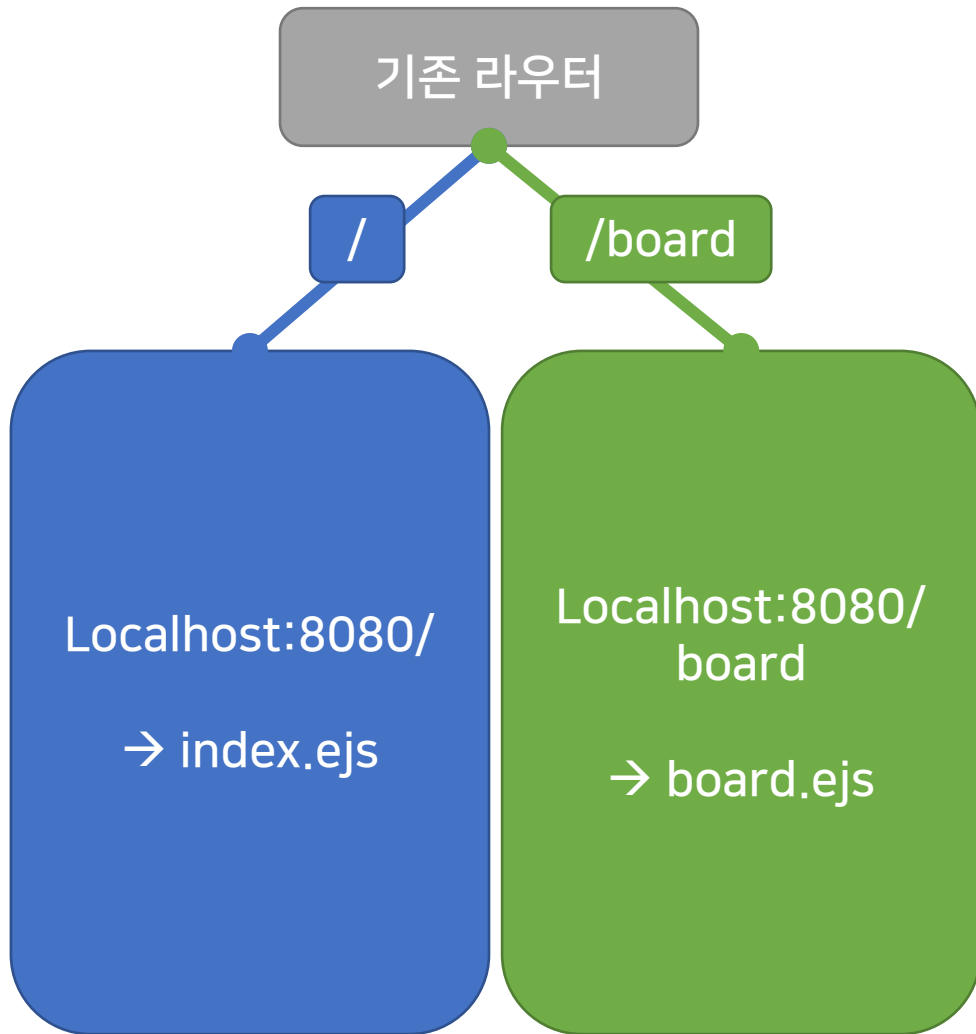 기존 라우터
/
/board
Localhost:8080/
→ index.ejs
Localhost:8080/
board
→ board.ejs